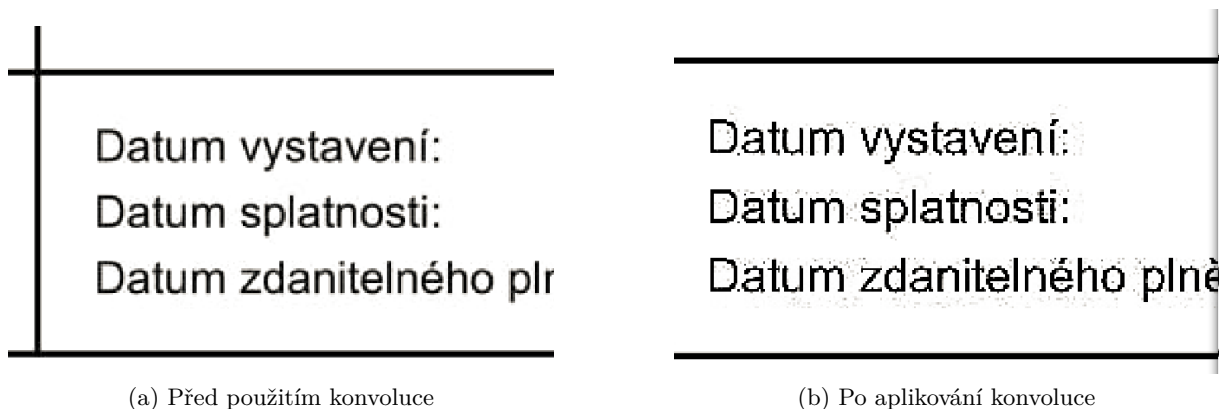 Datum vystavení:
Datum splatnosti:
Datum zdanitelného
(a) Před použitím konvoluce
Datum vystavení:
Datum splatnosti:
Datum zdanitelného plně
(b) Po aplikování konvoluce